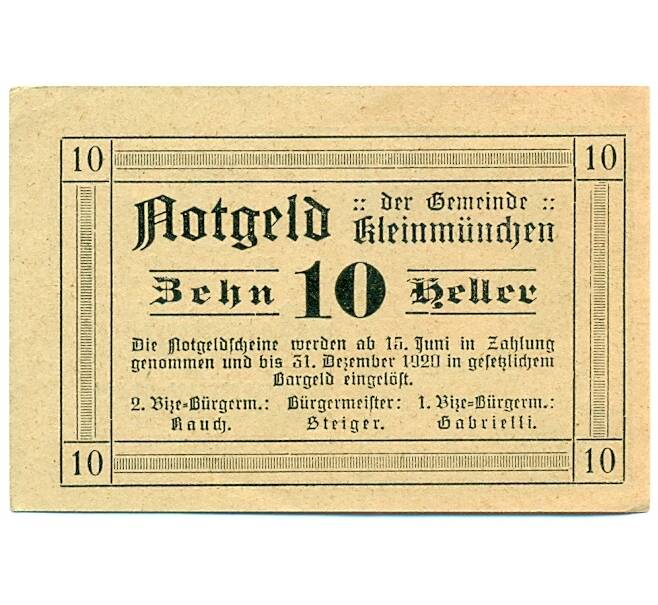 10 10
Notgeld :: der Gemeinde ::
Kleinmünchen
Zehn 10 Heller
Die Notgeldscheine werden ab 15. Juni in Zahlung
genommen und bis 31. Dezember 1920 in gesetzlichem
Bargeld eingelöst.
2. Vize=Bürgerm.: Bürgermeister: 1. Vize=Bürgerm.:
Rauch. Steiger. Gabrielli.
10 10